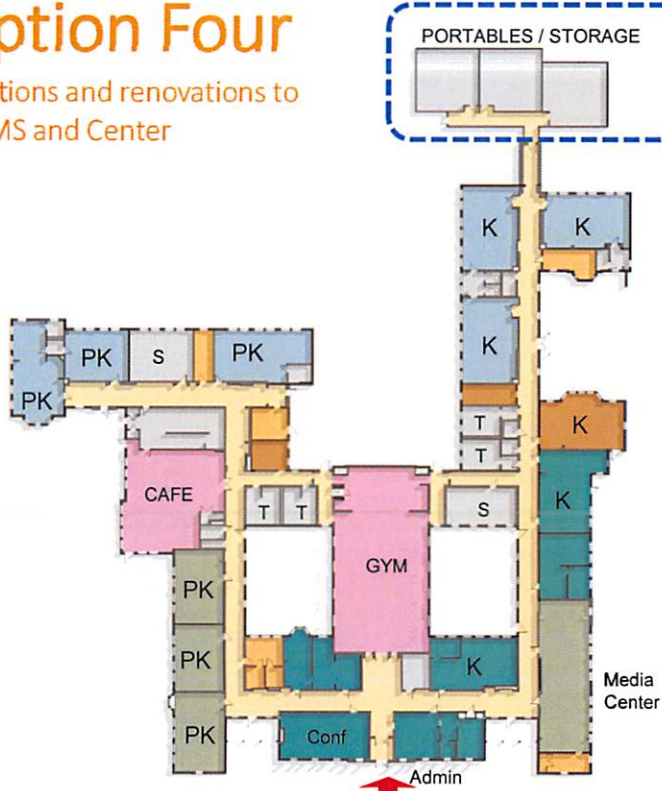 ption Four
tions and renovations to
MS and Center
PORTABLES / STORAGE
K
K
K
PK
S
PK
PK
T
T
K
CAFE
T
T
S
K
GYM
PK
PK
K
Media
Center
PK
Conf
Admin